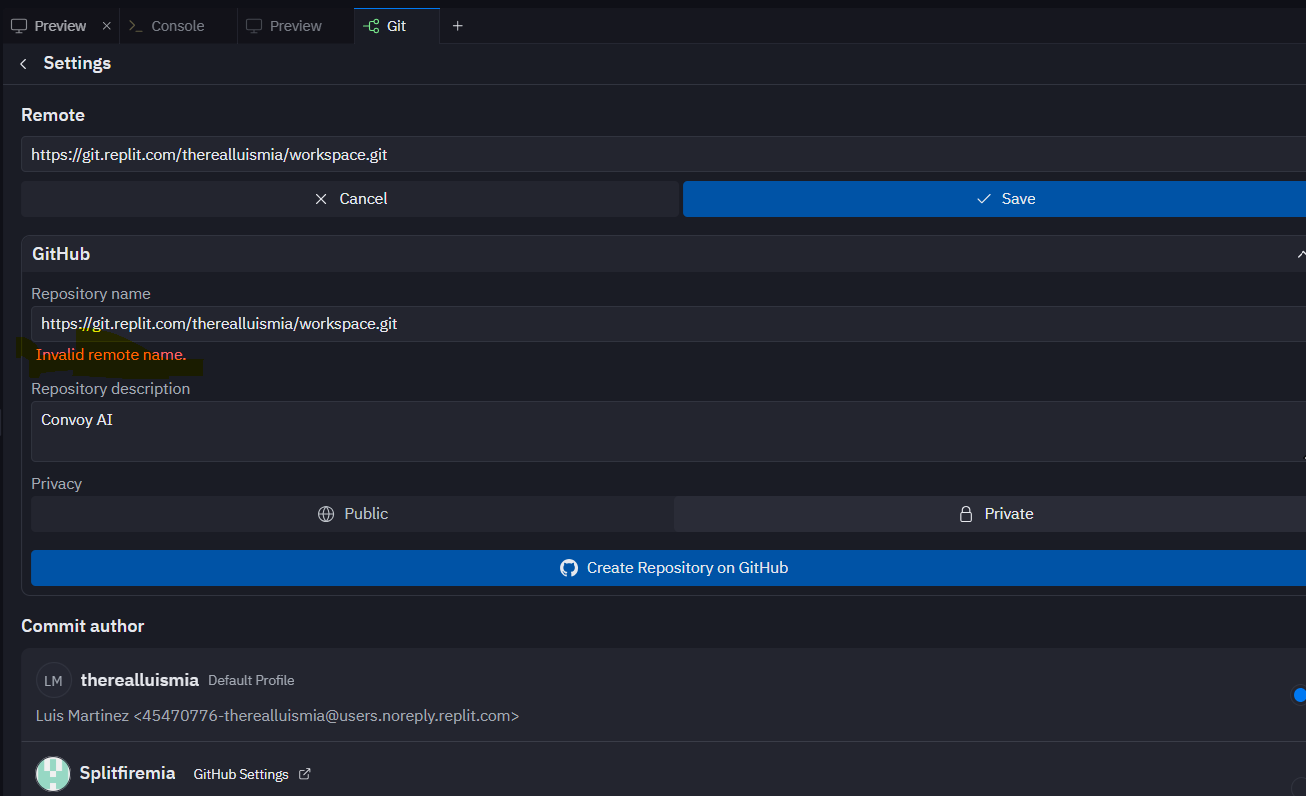 Preview
Console
Preview
Git
Settings
Remote
https://git.replit.com/therealluismia/workspace.git
Cancel
Save
GitHub
Repository name
https://git.replit.com/therealluismia/workspace.git
Invalid remote name.
Repository description
Convoy AI
Privacy
Public
Private
Create Repository on GitHub
Commit author
LM therealluismia Default Profile
Luis Martinez <45470776-therealluismia@users.noreply.replit.com>
Splitfiremia GitHub Settings